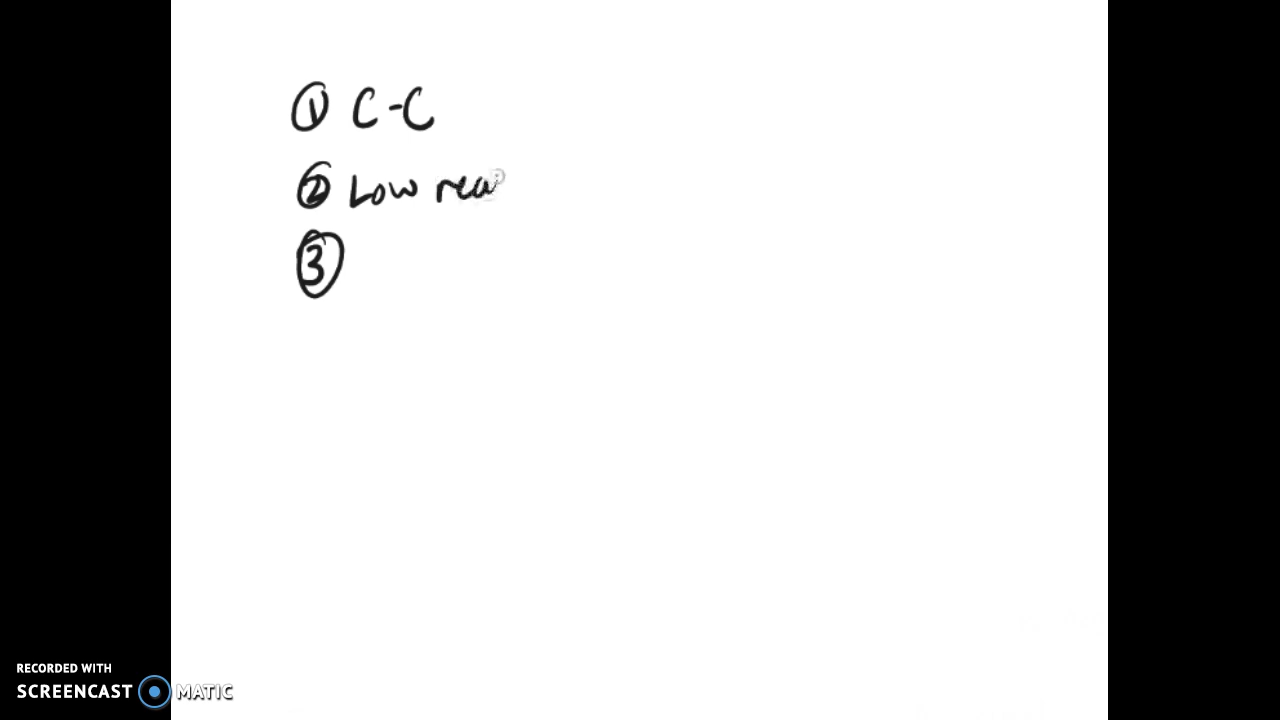 ① C-C
② Low rea
③
RECORDED WITH
SCREENCAST MATIC